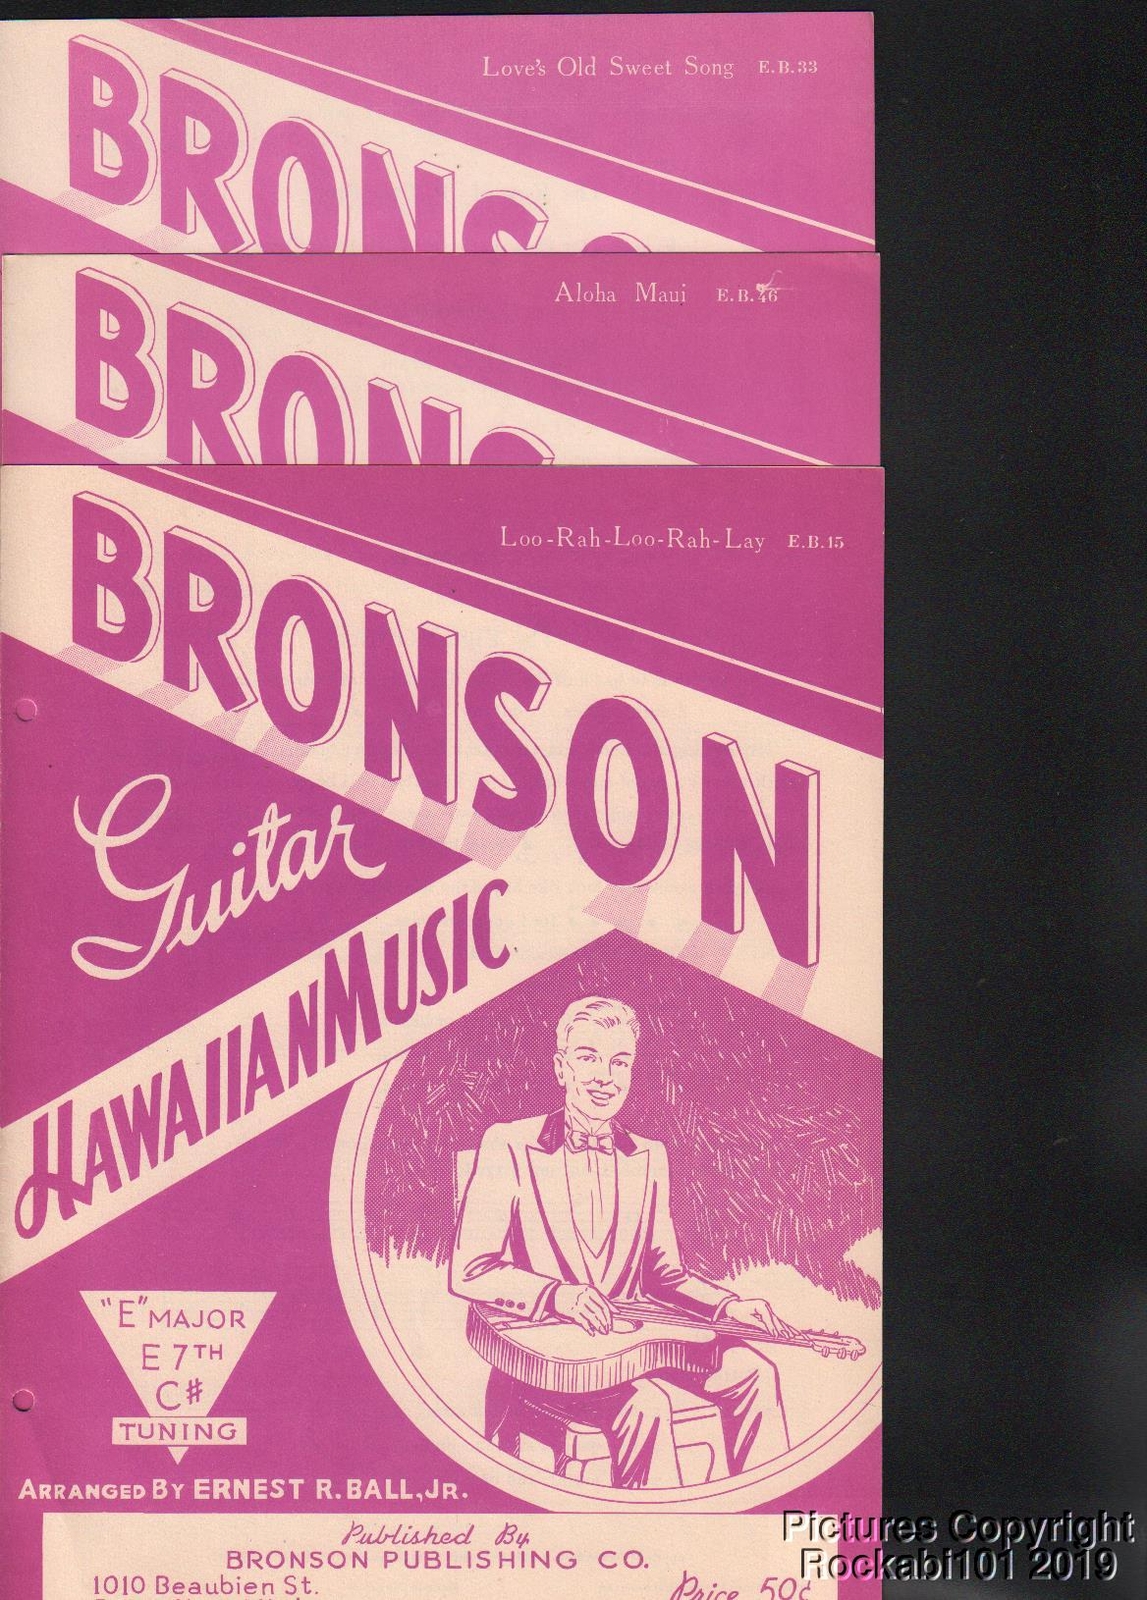 Love's Old Sweet Song E.B.33
BRONSO
Aloha Maui E.B.46
BRONS
Loo-Rah-Loo-Rah-Lay E.B.15
BRONSON
Guitar
HAWAIIAN MUSIC
"E" MAJOR
E 7TH
C#
TUNING
ARRANGED BY ERNEST R. BALL, JR.
Published By
BRONSON PUBLISHING CO.
1010 Beaubien St.
Price 50¢
Pictures Copyright
Rockabi101 2019